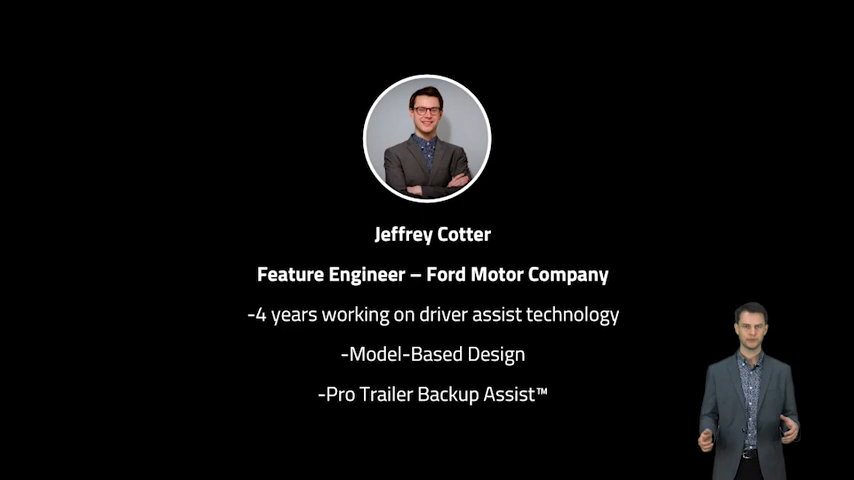 Jeffrey Cotter
Feature Engineer – Ford Motor Company
-4 years working on driver assist technology
-Model-Based Design
-Pro Trailer Backup Assist™